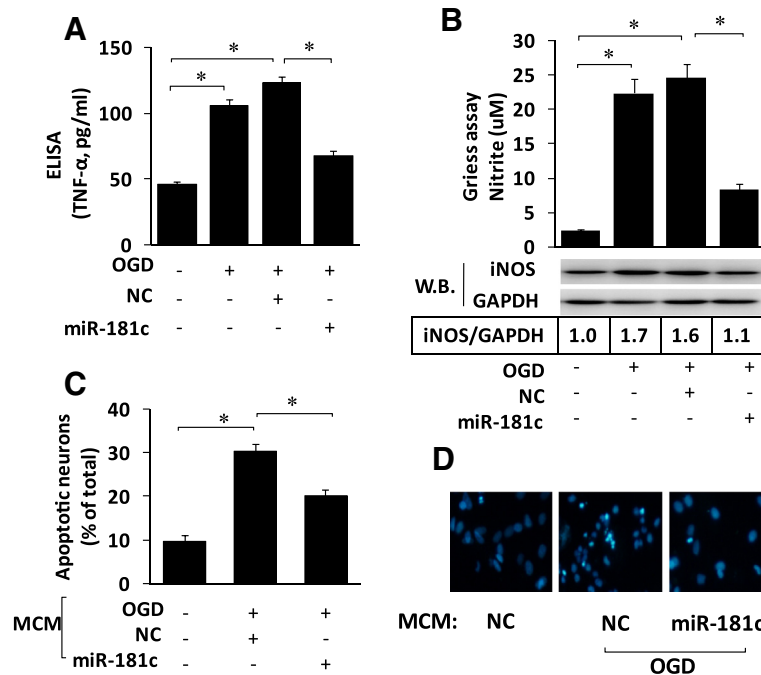 A
ELISA
(TNF-α, pg/ml)
150
100
50
0
*
*
*
OGD - + + +
NC - - + -
miR-181c - - - +
B
Griess assay
Nitrite (uM)
30
25
20
15
10
5
0
*
*
*
W.B.
iNOS
GAPDH
iNOS/GAPDH 1.0 1.7 1.6 1.1
OGD - + + +
NC - - + -
miR-181c - - - +
C
Apoptotic neurons
(% of total)
40
30
20
10
0
*
*
MCM
OGD - + +
NC - + -
miR-181c - - +
D
MCM: NC NC miR-181c
OGD